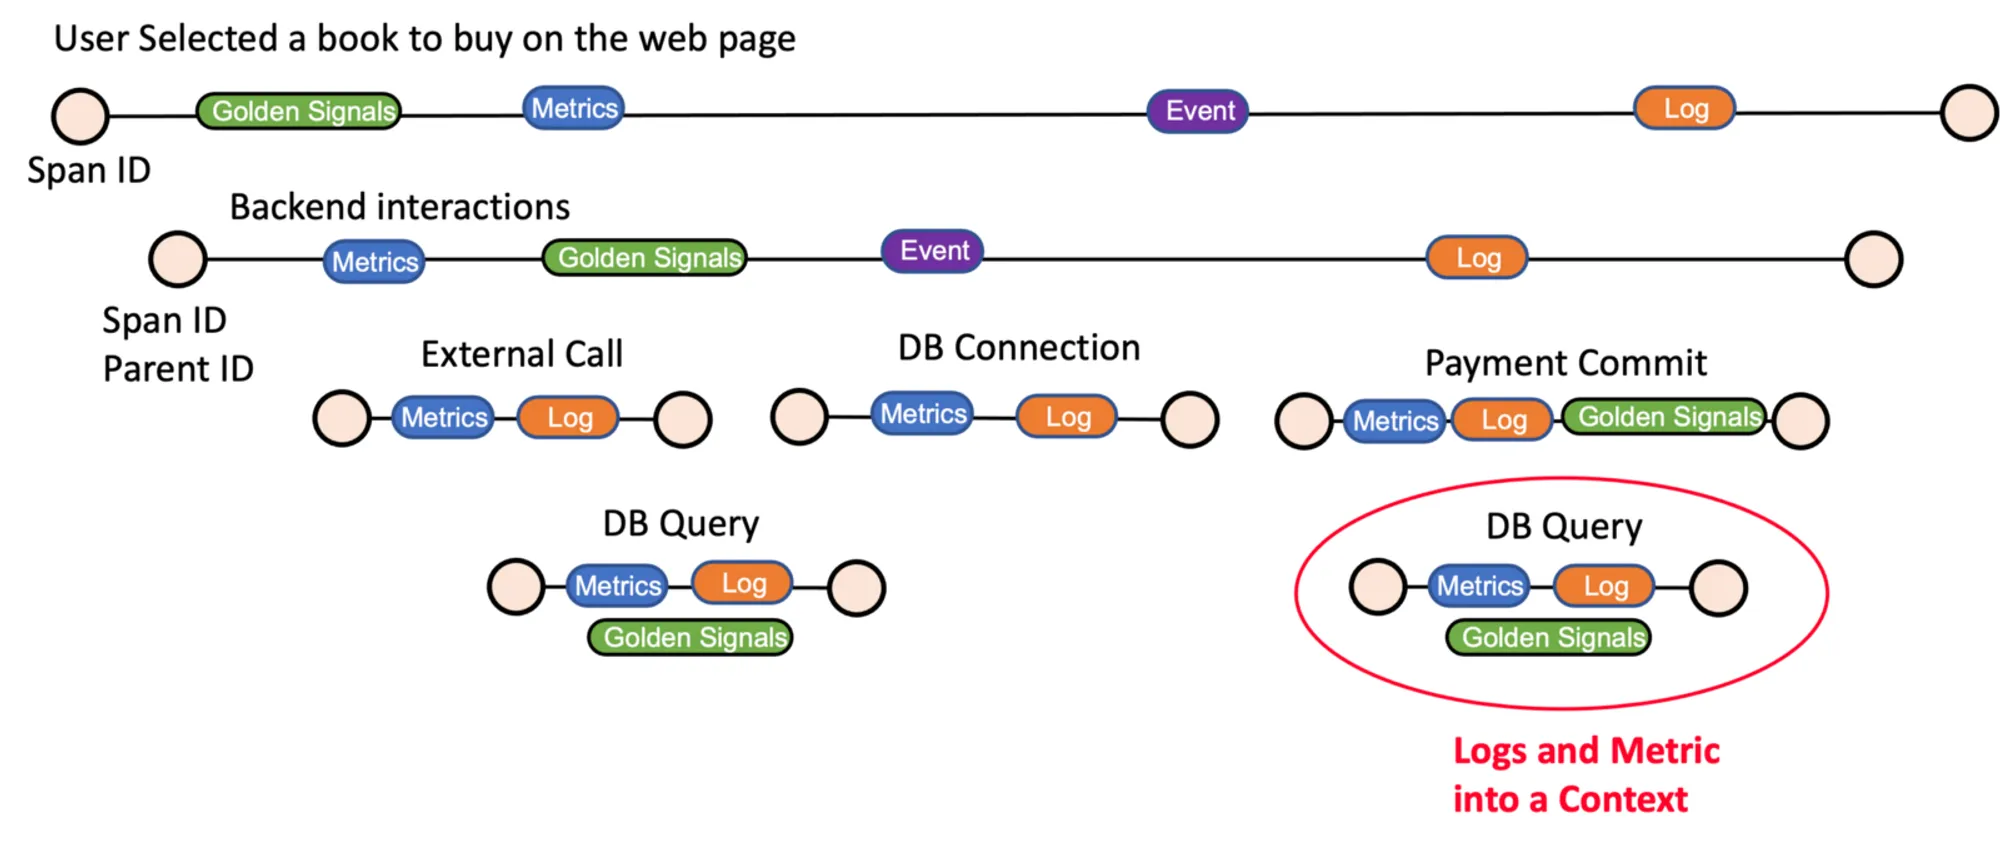 User Selected a book to buy on the web page
Golden Signals
Metrics
Event
Log
Span ID
Backend interactions
Metrics
Golden Signals
Event
Log
Span ID
Parent ID
External Call
DB Connection
Payment Commit
Metrics
Log
Metrics
Log
Metrics
Log
Golden Signals
DB Query
DB Query
Metrics
Log
Metrics
Log
Golden Signals
Golden Signals
Logs and Metric
into a Context